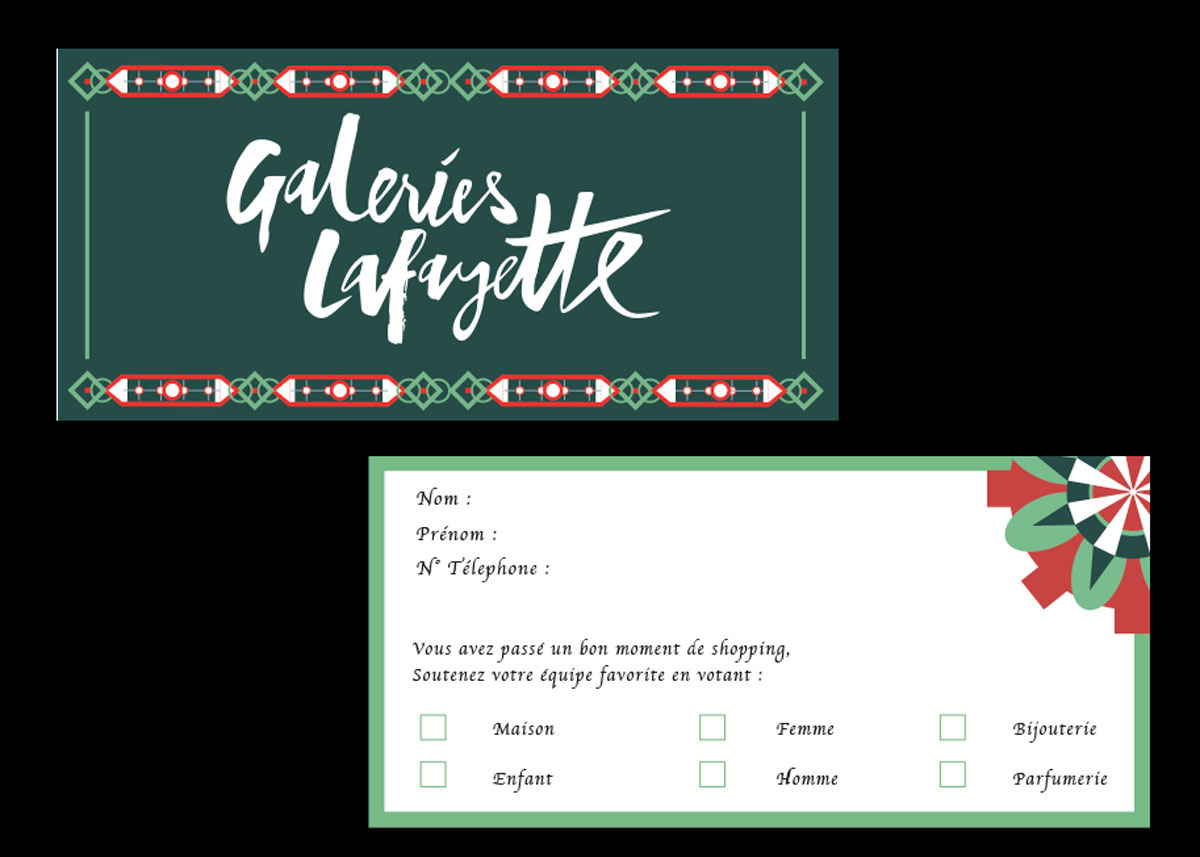 Galeries
Lafayette
Nom :
Prénom :
N° Télephone :
Vous avez passé un bon moment de shopping,
Soutenez votre équipe favorite en votant :
Maison Femme Bijouterie
Enfant Homme Parfumerie